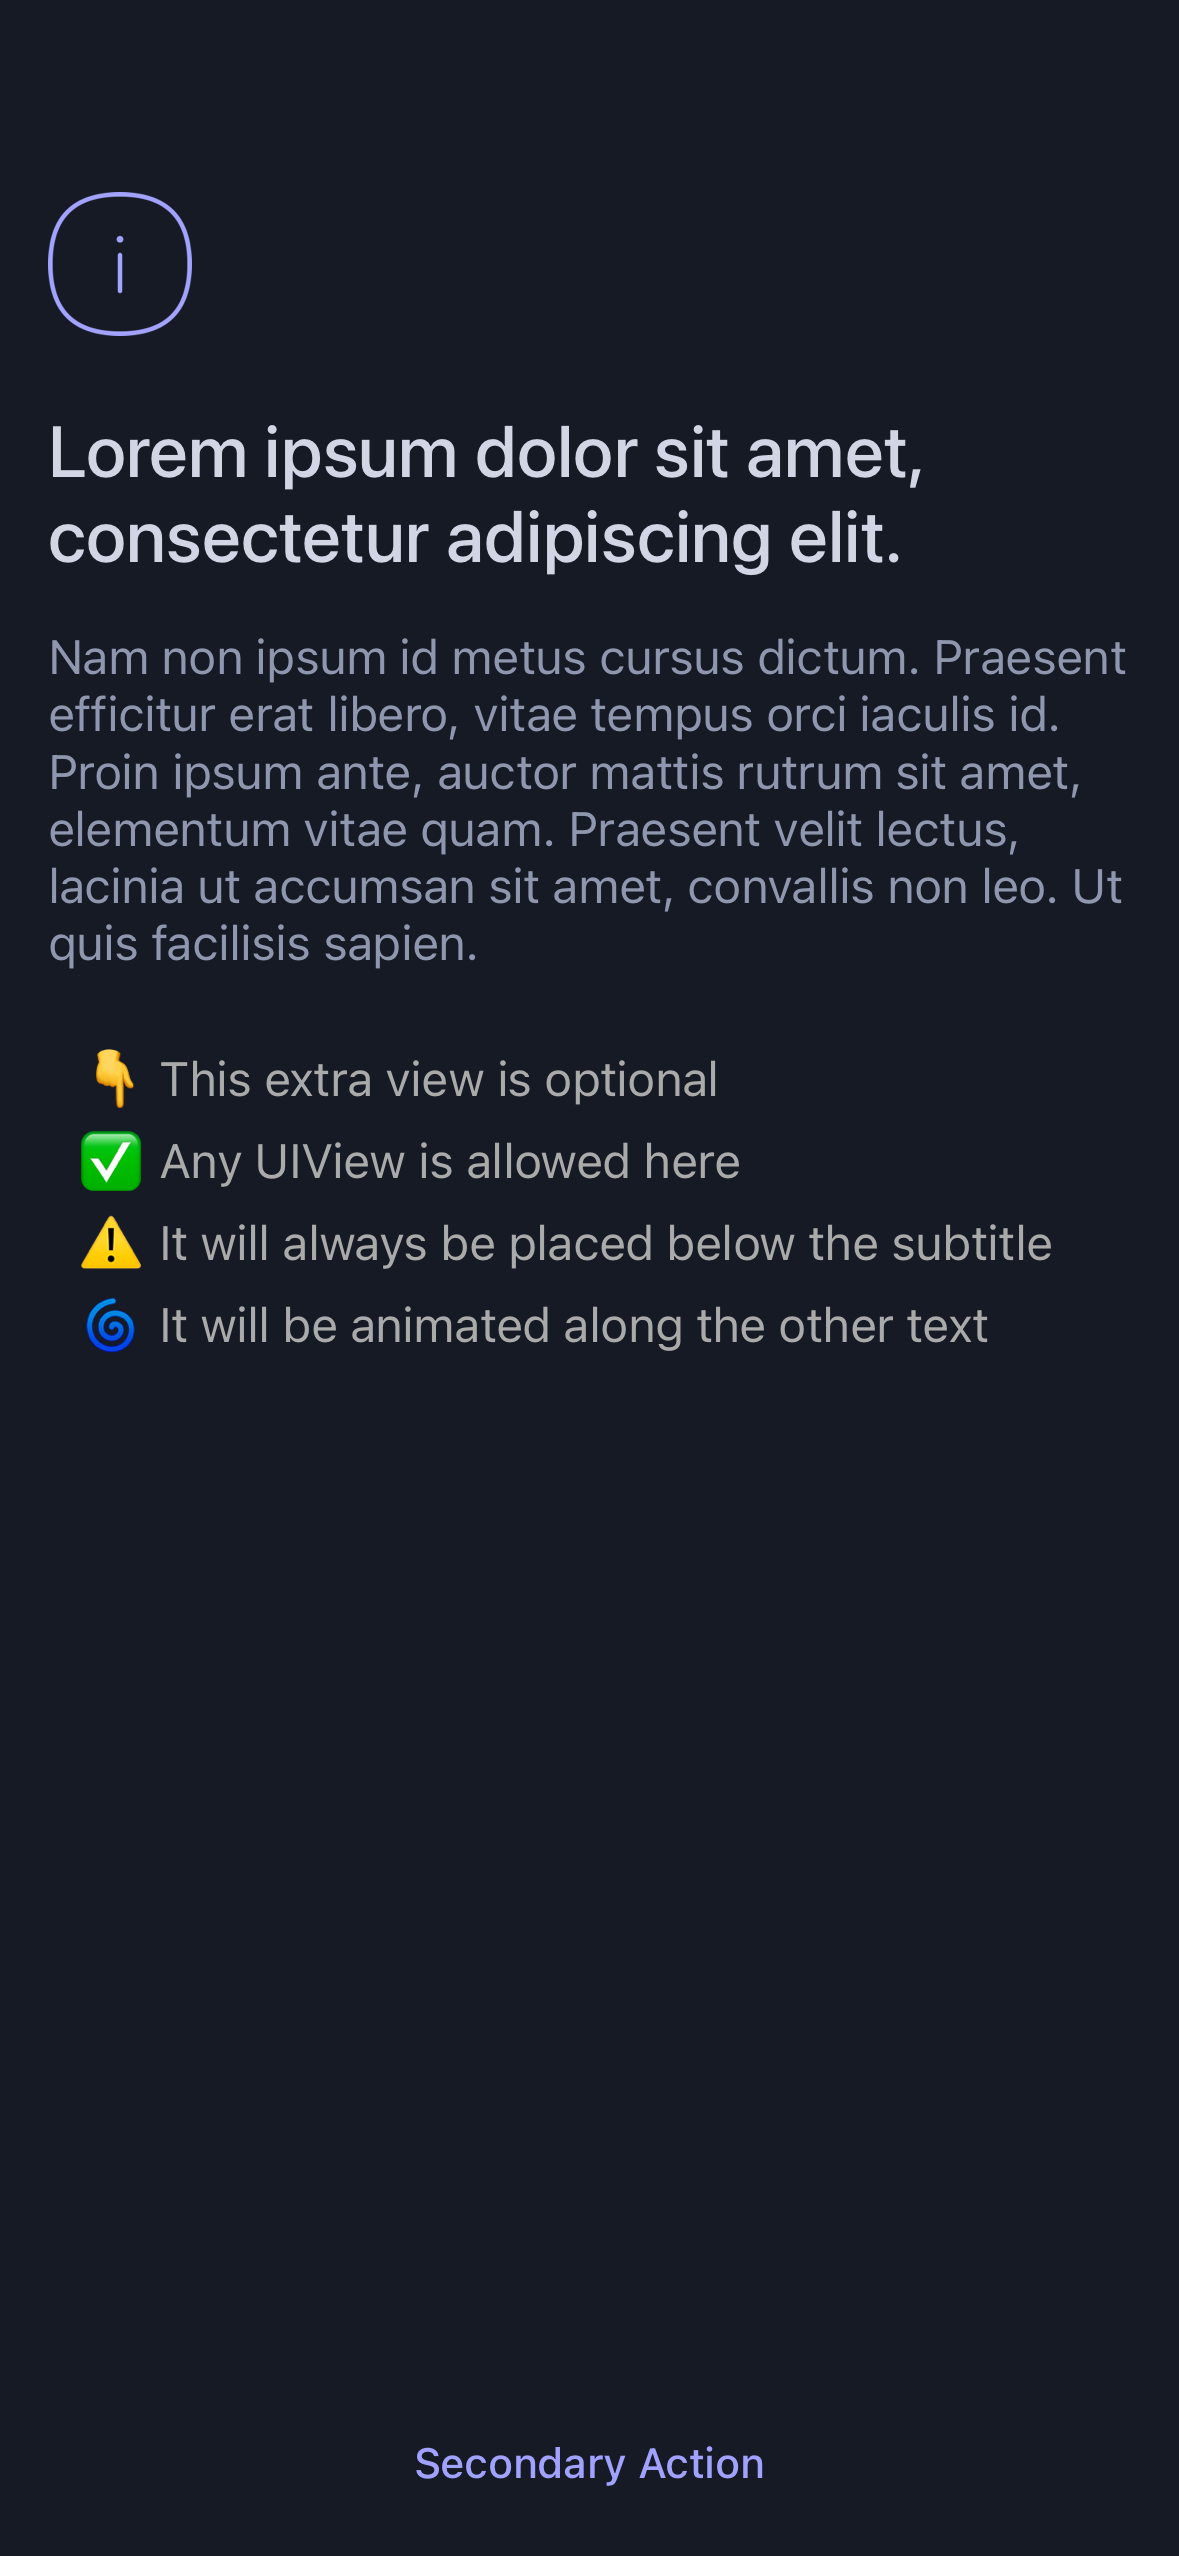 Lorem ipsum dolor sit amet,
consectetur adipiscing elit.
Nam non ipsum id metus cursus dictum. Praesent
efficitur erat libero, vitae tempus orci iaculis id.
Proin ipsum ante, auctor mattis rutrum sit amet,
elementum vitae quam. Praesent velit lectus,
lacinia ut accumsan sit amet, convallis non leo. Ut
quis facilisis sapien.
👇 This extra view is optional
✅ Any UIView is allowed here
⚠️ It will always be placed below the subtitle
🌀 It will be animated along the other text
Secondary Action